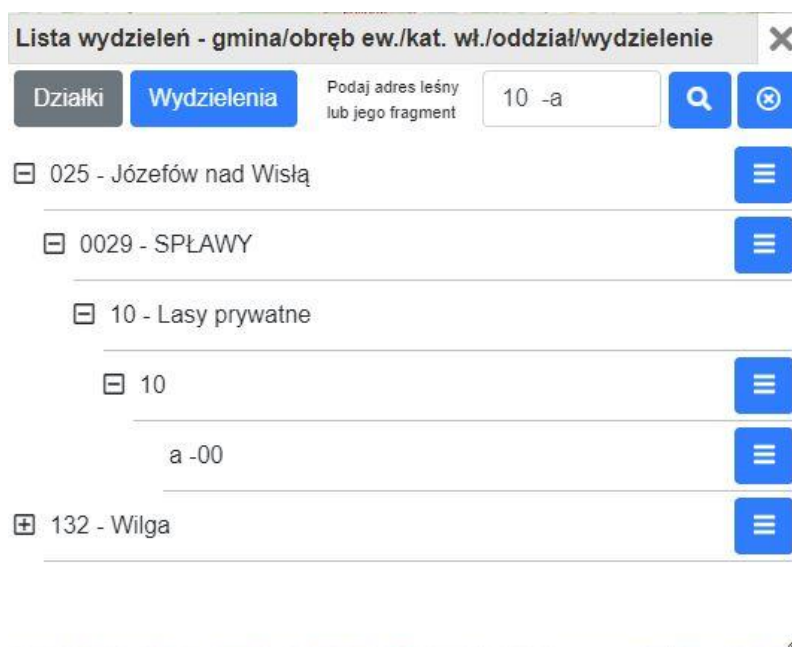 Lista wydzieleń - gmina/obręb ew./kat. wł./oddział/wydzielenie
Działki
Wydzielenia
Podaj adres leśny
lub jego fragment
10  -a
025 - Józefów nad Wisłą
0029 - SPŁAWY
10 - Lasy prywatne
10
a -00
132 - Wilga